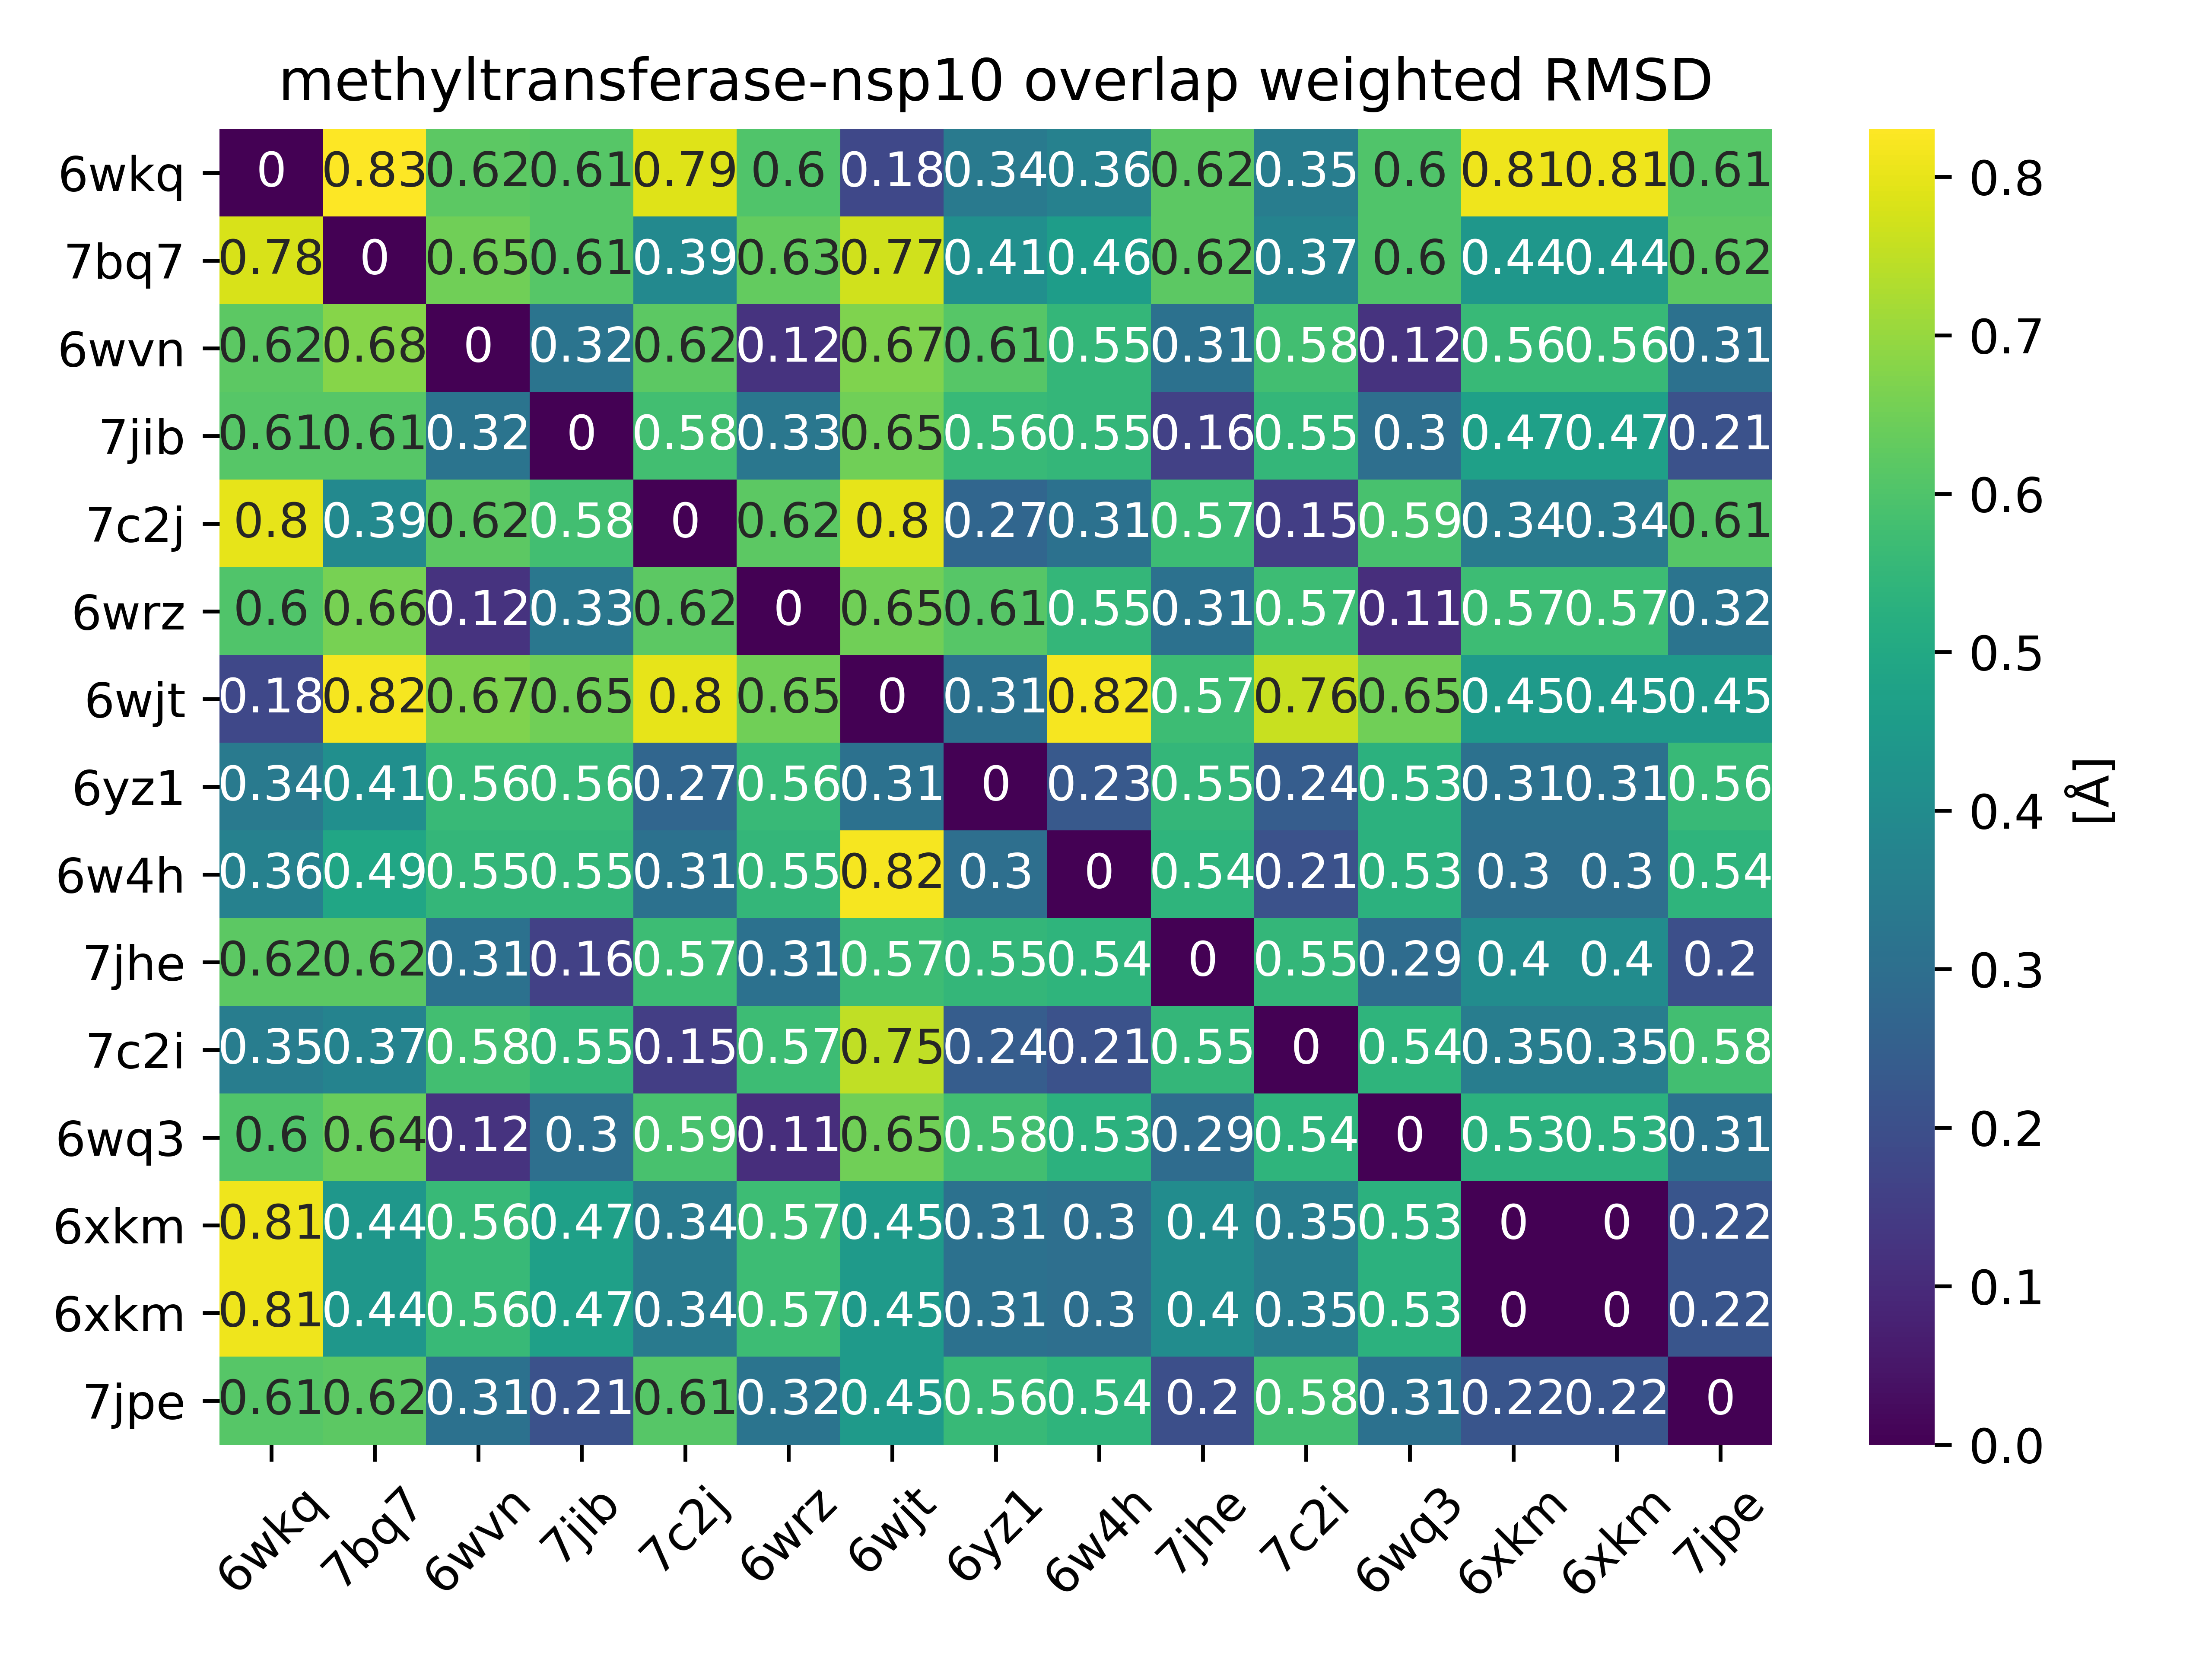 methyltransferase-nsp10 overlap weighted RMSD
6wkq 0 0.83 0.62 0.61 0.79 0.6 0.18 0.34 0.36 0.62 0.35 0.6 0.81 0.81 0.61
7bq7 0.78 0 0.65 0.61 0.39 0.63 0.77 0.41 0.46 0.62 0.37 0.6 0.44 0.44 0.62
6wvn 0.62 0.68 0 0.32 0.62 0.12 0.67 0.61 0.55 0.31 0.58 0.12 0.56 0.56 0.31
7jib 0.61 0.61 0.32 0 0.58 0.33 0.65 0.56 0.55 0.16 0.55 0.3 0.47 0.47 0.21
7c2j 0.8 0.39 0.62 0.58 0 0.62 0.8 0.27 0.31 0.57 0.15 0.59 0.34 0.34 0.61
6wrz 0.6 0.66 0.12 0.33 0.62 0 0.65 0.61 0.55 0.31 0.57 0.11 0.57 0.57 0.32
6wjt 0.18 0.82 0.67 0.65 0.8 0.65 0 0.31 0.82 0.57 0.76 0.65 0.45 0.45 0.45
6yz1 0.34 0.41 0.56 0.56 0.27 0.56 0.31 0 0.23 0.55 0.24 0.53 0.31 0.31 0.56
6w4h 0.36 0.49 0.55 0.55 0.31 0.55 0.82 0.3 0 0.54 0.21 0.53 0.3 0.3 0.54
7jhe 0.62 0.62 0.31 0.16 0.57 0.31 0.57 0.55 0.54 0 0.55 0.29 0.4 0.4 0.2
7c2i 0.35 0.37 0.58 0.55 0.15 0.57 0.75 0.24 0.21 0.55 0 0.54 0.35 0.35 0.58
6wq3 0.6 0.64 0.12 0.3 0.59 0.11 0.65 0.58 0.53 0.29 0.54 0 0.53 0.53 0.31
6xkm 0.81 0.44 0.56 0.47 0.34 0.57 0.45 0.31 0.3 0.4 0.35 0.53 0 0 0.22
6xkm 0.81 0.44 0.56 0.47 0.34 0.57 0.45 0.31 0.3 0.4 0.35 0.53 0 0 0.22
7jpe 0.61 0.62 0.31 0.21 0.61 0.32 0.45 0.56 0.54 0.2 0.58 0.31 0.22 0.22 0
6wkq 7bq7 6wvn 7jib 7c2j 6wrz 6wjt 6yz1 6w4h 7jhe 7c2i 6wq3 6xkm 6xkm 7jpe
0.8
0.7
0.6
0.5
0.4
0.3
0.2
0.1
0.0
[Å]